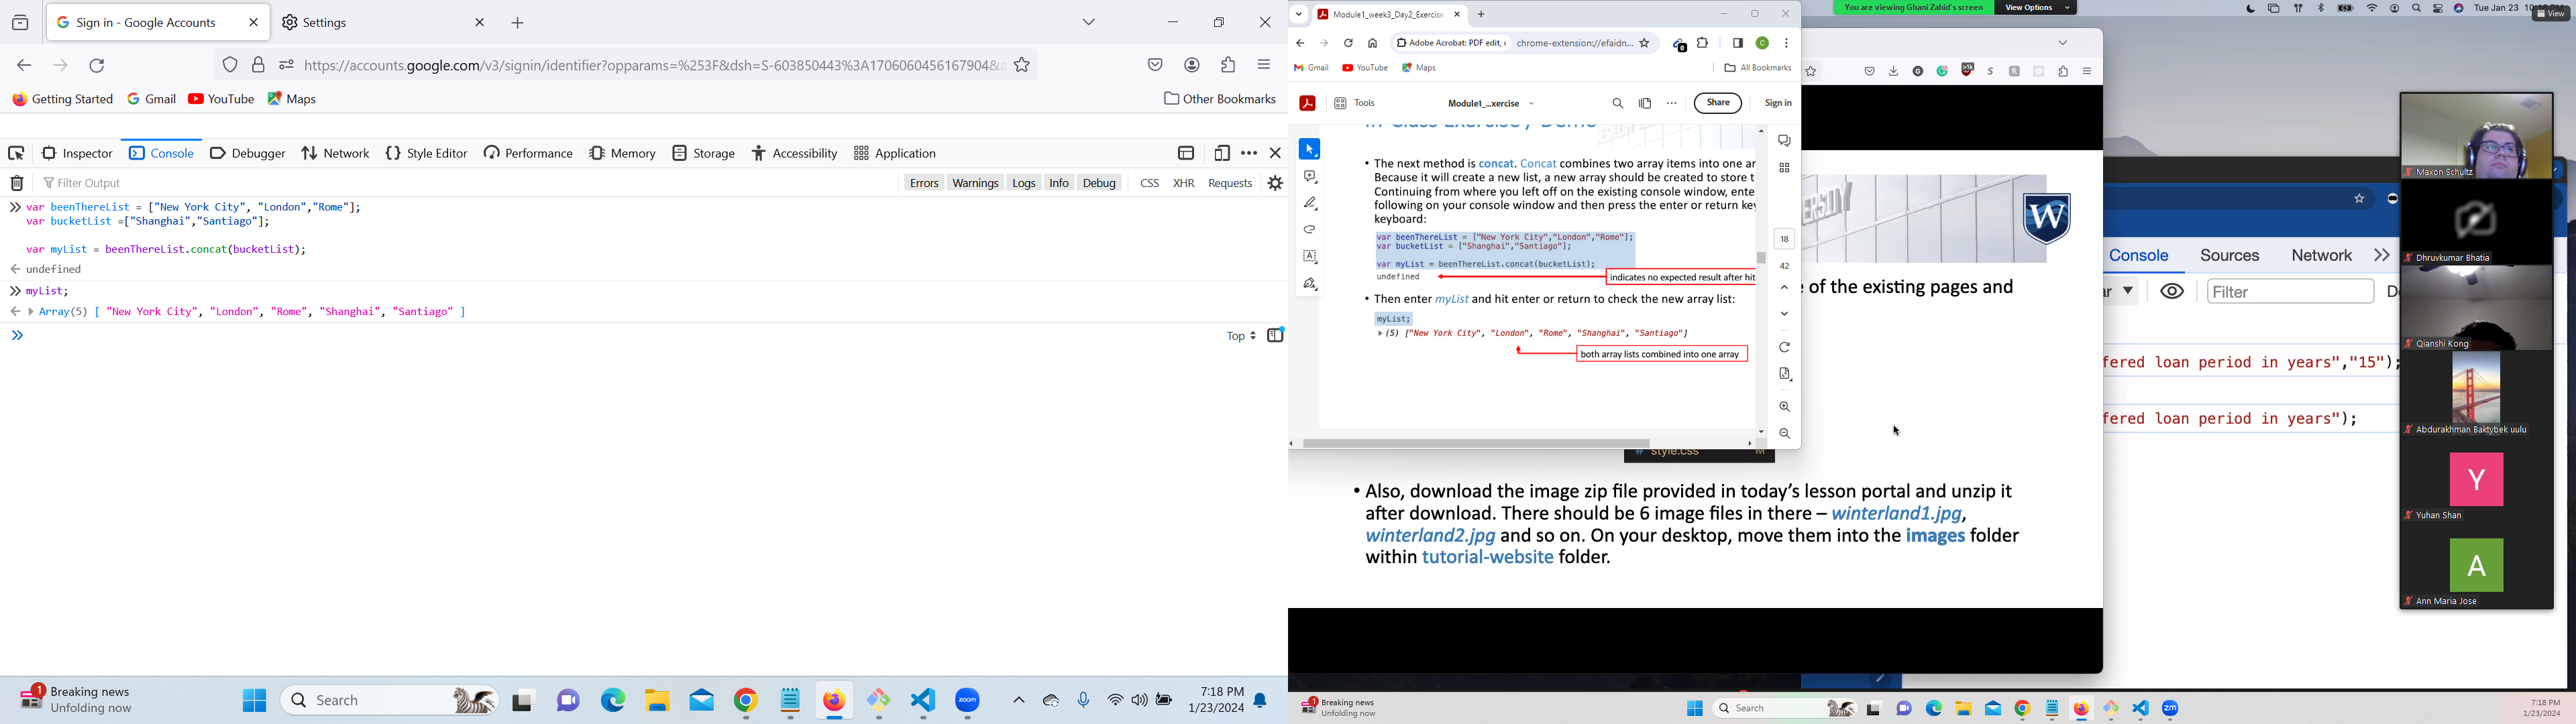 Sign in - Google Accounts
Settings
https://accounts.google.com/v3/signin/identifier?opparams=%253F&dsh=S-603850443%3A1706060456167904&
Getting Started
Gmail
YouTube
Maps
Other Bookmarks
Inspector
Console
Debugger
Network
Style Editor
Performance
Memory
Storage
Accessibility
Application
Filter Output
Errors
Warnings
Logs
Info
Debug
CSS
XHR
Requests
var beenThereList = ["New York City", "London","Rome"];
var bucketList =["Shanghai","Santiago"];
var myList = beenThereList.concat(bucketList);
undefined
myList;
Array(5) [ "New York City", "London", "Rome", "Shanghai", "Santiago" ]
Top
1
Breaking news
Unfolding now
Search
zoom
7:18 PM
1/23/2024
Module1_week3_Day2_Exercise
Adobe Acrobat: PDF edit, c
chrome-extension://efaidn...
0
C
Gmail
YouTube
Maps
All Bookmarks
Tools
Module1_...xercise
Share
Sign in
In-Class Exercise / Demo
• The next method is concat. Concat combines two array items into one ar
Because it will create a new list, a new array should be created to store t
Continuing from where you left off on the existing console window, ente
following on your console window and then press the enter or return key
keyboard:
var beenThereList = ["New York City","London","Rome"];
var bucketList = ["Shanghai","Santiago"];
var myList = beenThereList.concat(bucketList);
undefined
indicates no expected result after hit
• Then enter myList and hit enter or return to check the new array list:
myList;
(5) ["New York City", "London", "Rome", "Shanghai", "Santiago"]
both array lists combined into one array
18
42
You are viewing Ghani Zahid's screen
View Options
Tue Jan 23
View
>1k
ERSITY
W
e of the existing pages and
# style.css
M
• Also, download the image zip file provided in today's lesson portal and unzip it
after download. There should be 6 image files in there – winterland1.jpg,
winterland2.jpg and so on. On your desktop, move them into the images folder
within tutorial-website folder.
Console
Sources
Network
Filter
fered loan period in years","15");
fered loan period in years");
Maxon Schultz
Dhruvkumar Bhatia
Qianshi Kong
Abdurakhman Baktybek uulu
Y
Yuhan Shan
A
Ann Maria Jose
1
Breaking news
Unfolding now
Search
zm
7:18 PM
1/23/2024